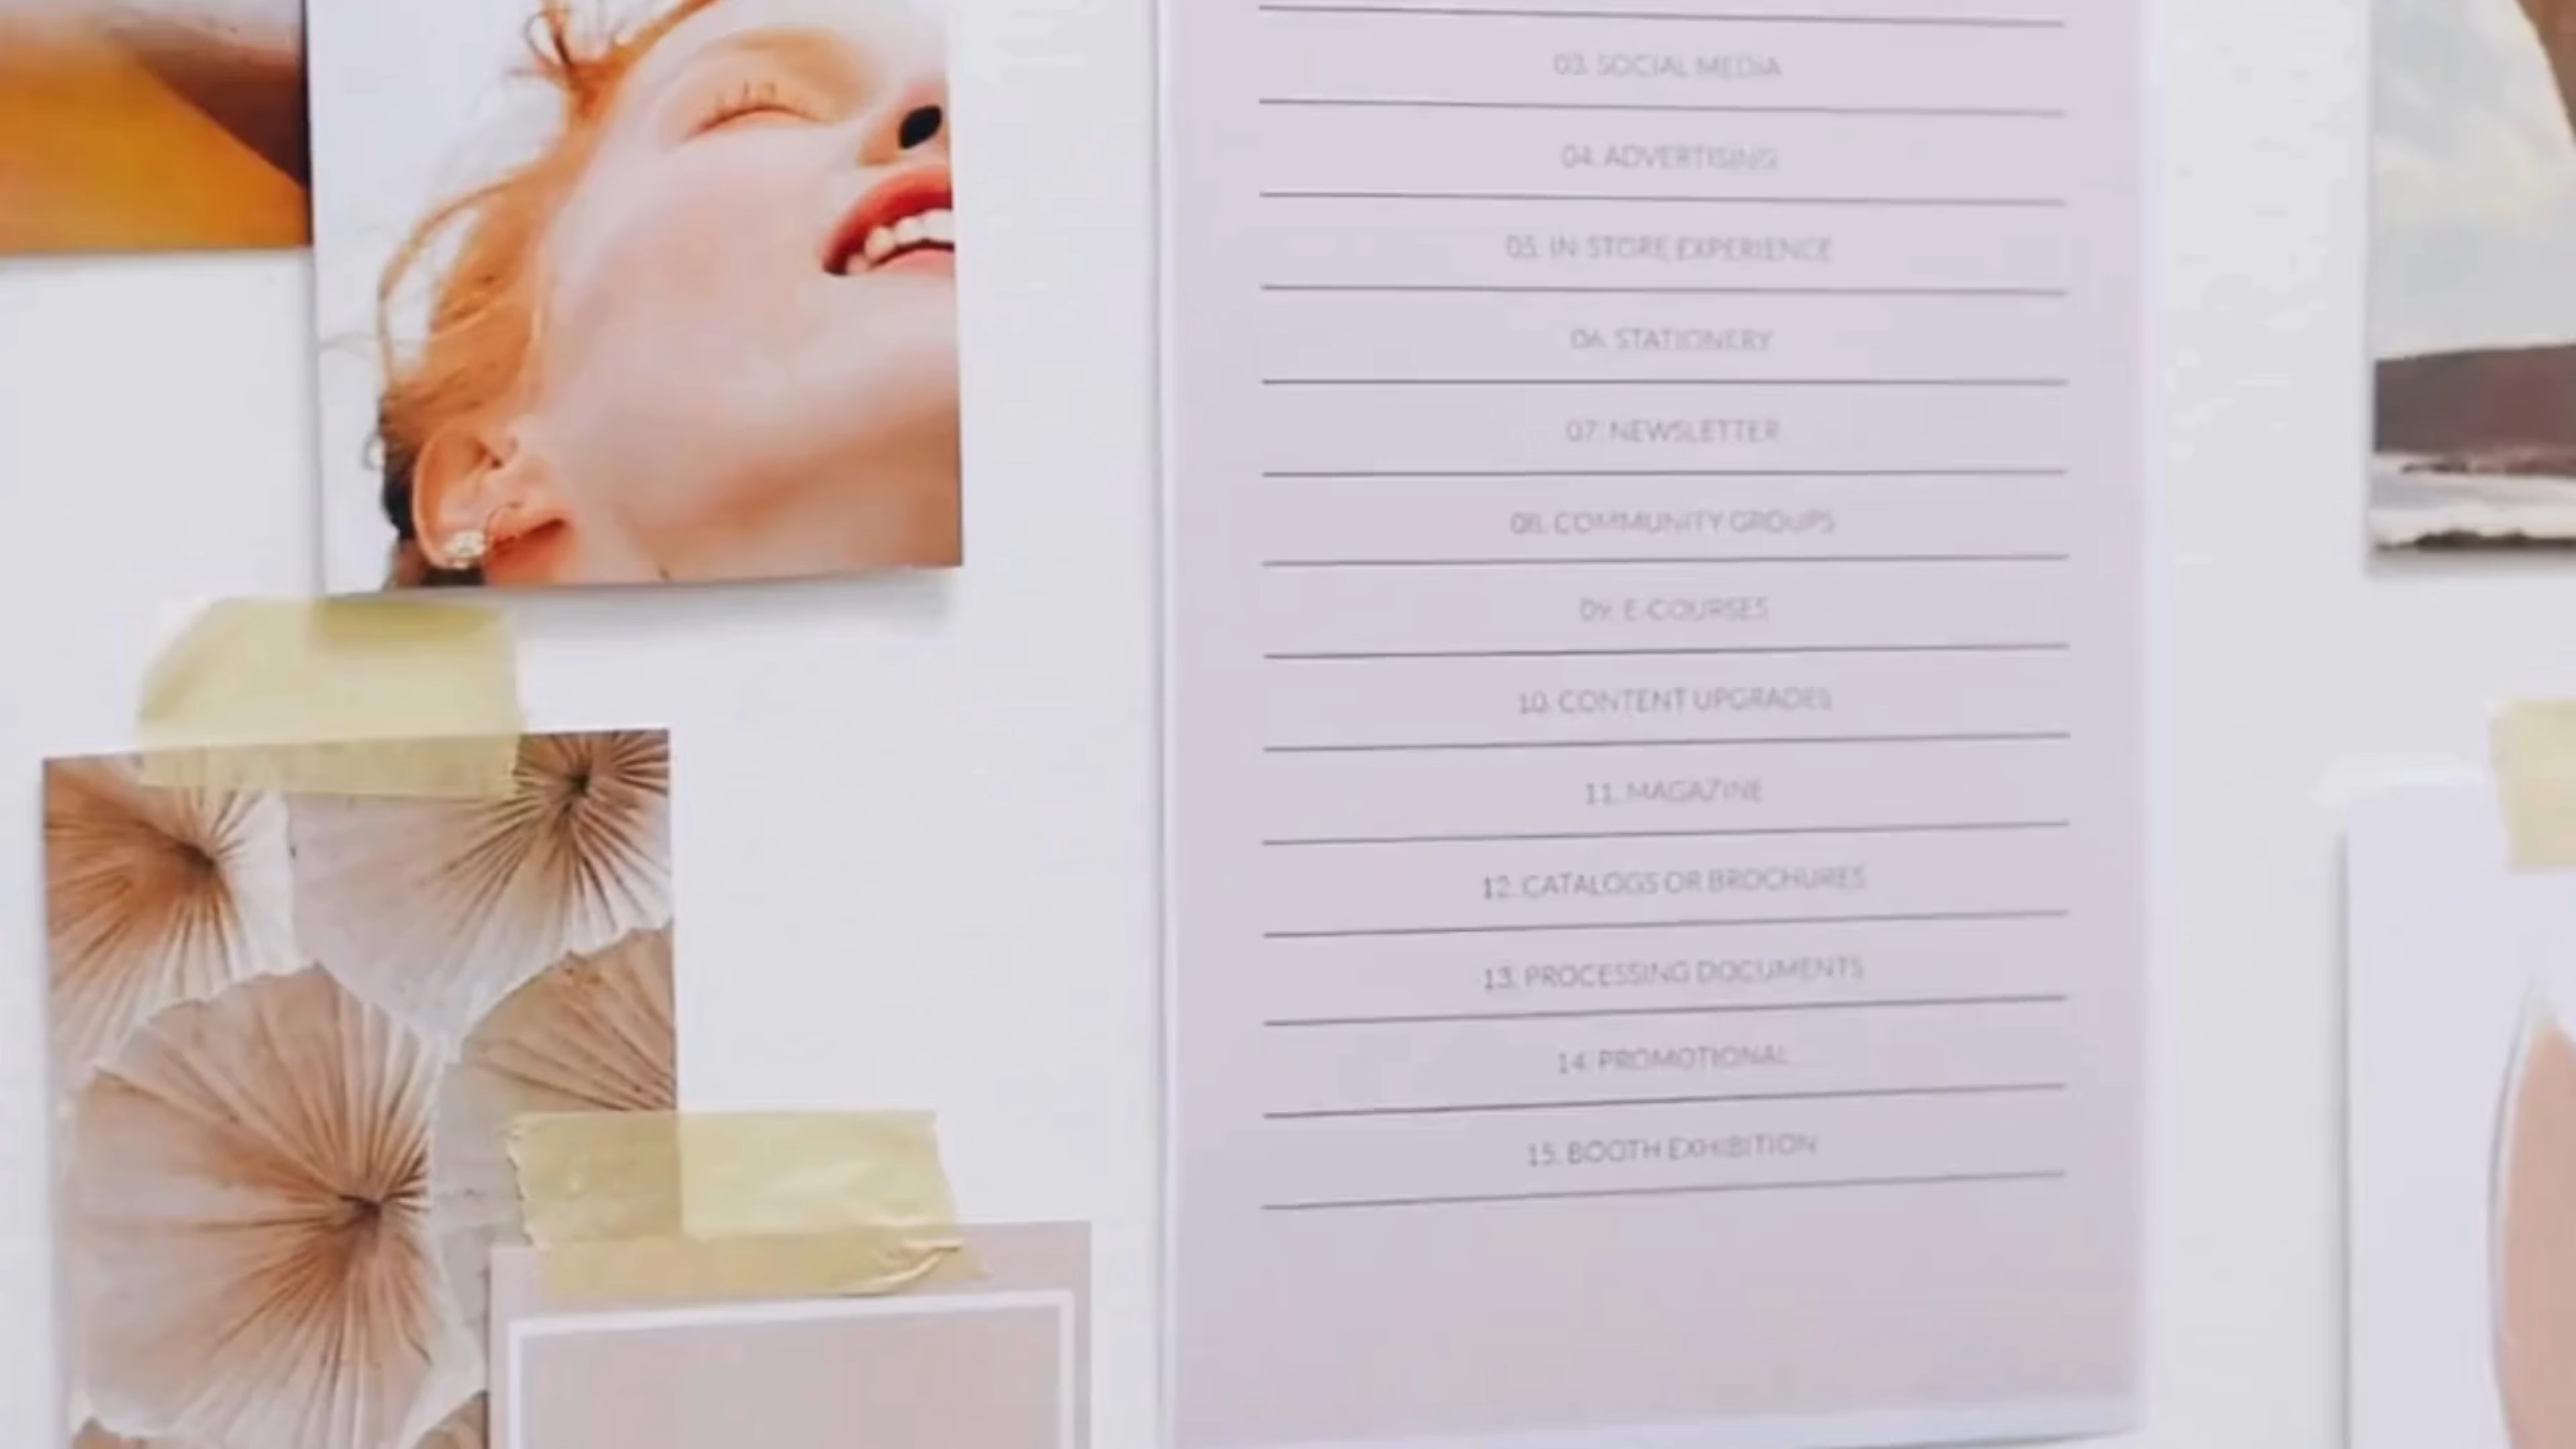 03. SOCIAL MEDIA
04. ADVERTISING
05. IN STORE EXPERIENCE
06. STATIONERY
07. NEWSLETTER
08. COMMUNITY GROUPS
09. E-COURSES
10. CONTENT UPGRADES
11. MAGAZINE
12. CATALOGS OR BROCHURES
13. PROCESSING DOCUMENTS
14. PROMOTIONAL
15. BOOTH EXHIBITION